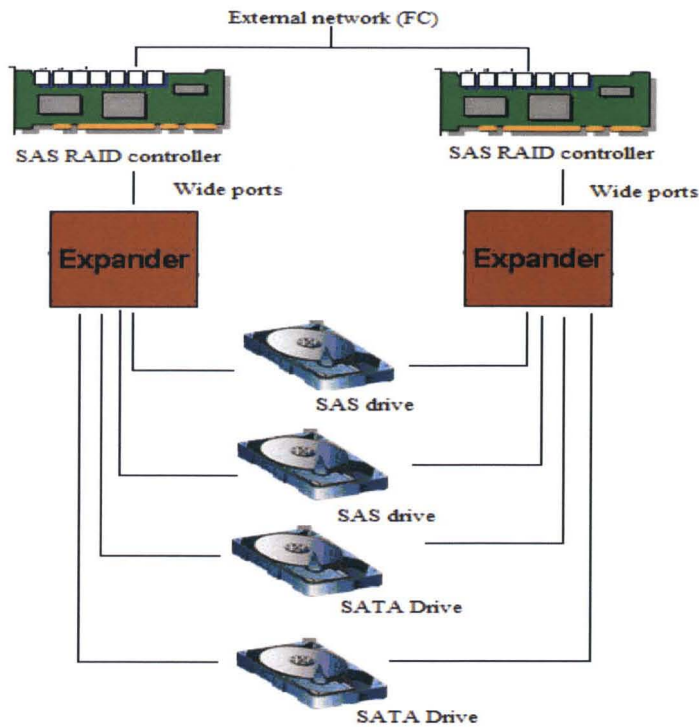 External network (FC)
SAS RAID controller
SAS RAID controller
Wide ports
Wide ports
Expander
Expander
SAS drive
SAS drive
SATA Drive
SATA Drive